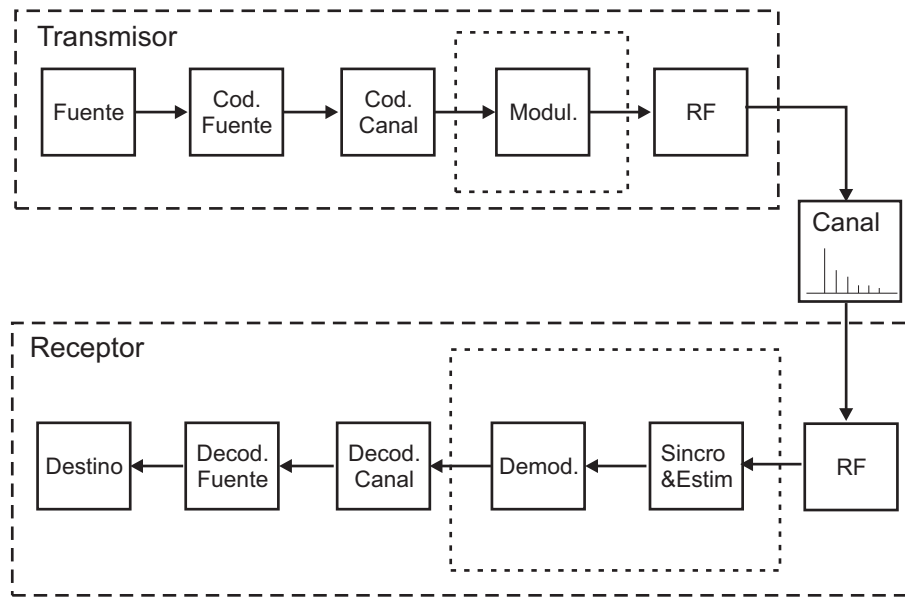 Transmisor
Fuente
Cod.
Fuente
Cod.
Canal
Modul.
RF
Canal
Receptor
Destino
Decod.
Fuente
Decod.
Canal
Demod.
Sincro
&Estim
RF